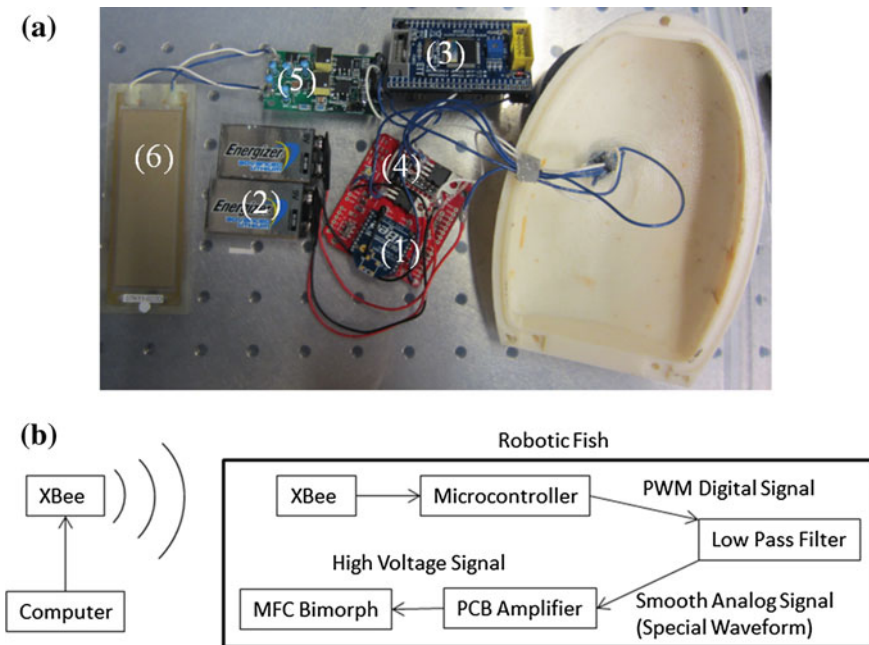 (a)
(5)
(3)
(6)
Energizer
(4)
Energizer
(2)
(1)
(b)
Robotic Fish
XBee
XBee
Microcontroller
PWM Digital Signal
Low Pass Filter
High Voltage Signal
Computer
MFC Bimorph
PCB Amplifier
Smooth Analog Signal
(Special Waveform)